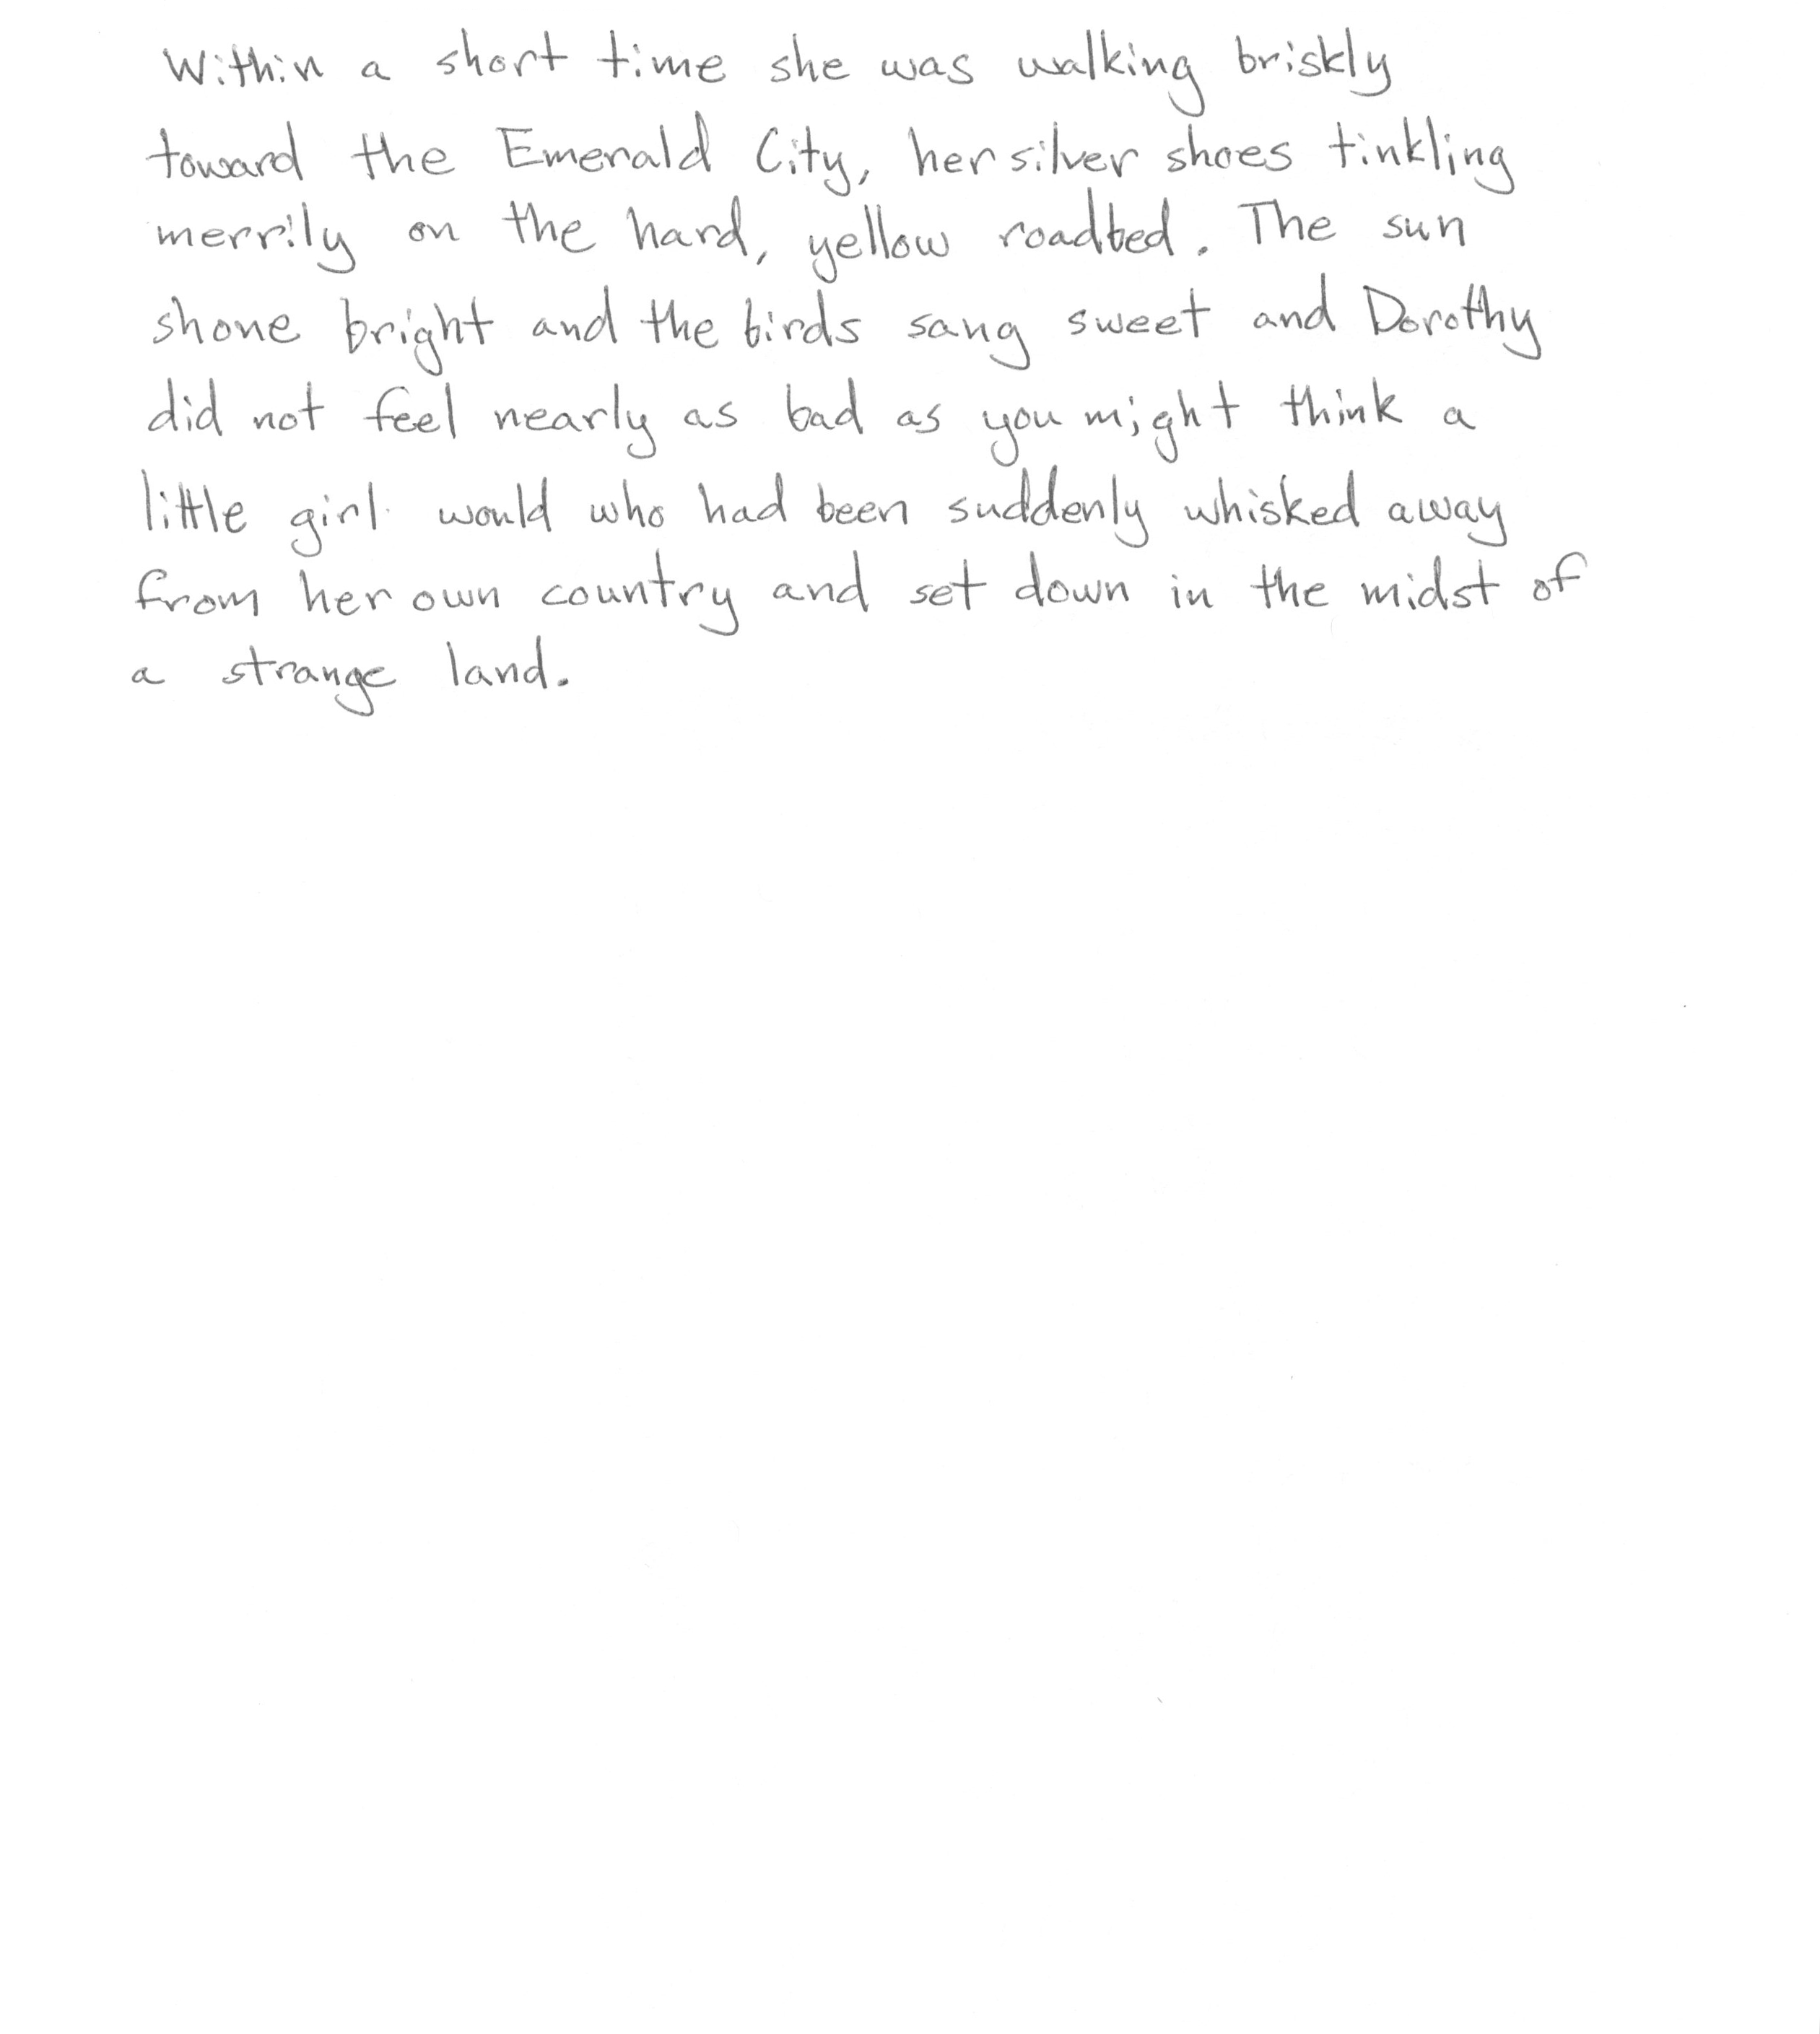 Within a short time she was walking briskly
toward the Emerald City, her silver shoes tinkling
merrily on the hard, yellow roadbed. The sun
shone bright and the birds sang sweet and Dorothy
did not feel nearly as bad as you might think a
little girl would who had been suddenly whisked away
from her own country and set down in the midst of
a strange land.